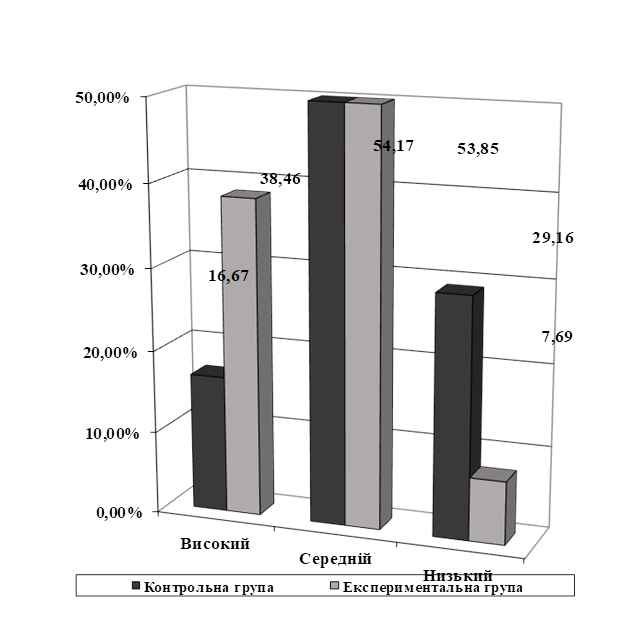 50,00%
54,17
53,85
40,00%
38,46
29,16
30,00%
16,67
7,69
20,00%
10,00%
0,00%
Високий
Середній
Низький
Контрольна група
Експериментальна група